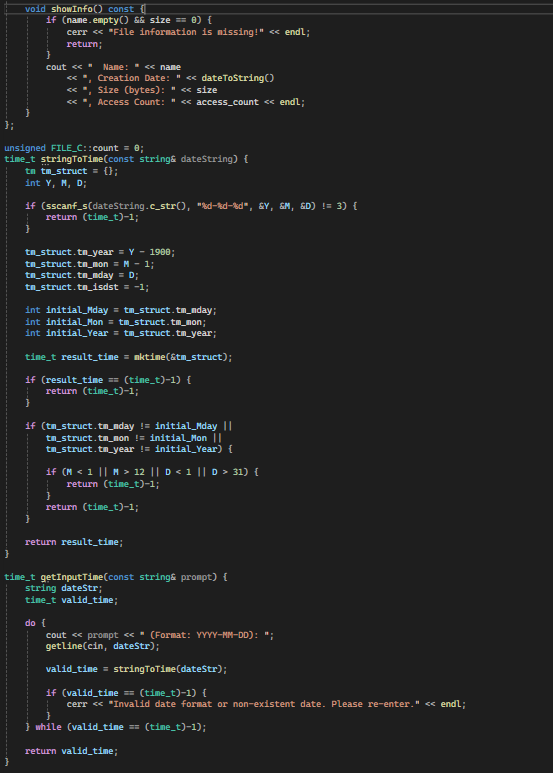 void showInfo() const {
if (name.empty() && size == 0) {
cerr << "File information is missing!" << endl;
return;
}
cout << "  Name: " << name
<< ", Creation Date: " << dateToString()
<< ", Size (bytes): " << size
<< ", Access Count: " << access_count << endl;
}
};
unsigned FILE_C::count = 0;
time_t stringToTime(const string& dateString) {
tm tm_struct = {};
int Y, M, D;
if (sscanf_s(dateString.c_str(), "%d-%d-%d", &Y, &M, &D) != 3) {
return (time_t)-1;
}
tm_struct.tm_year = Y - 1900;
tm_struct.tm_mon = M - 1;
tm_struct.tm_mday = D;
tm_struct.tm_isdst = -1;
int initial_Mday = tm_struct.tm_mday;
int initial_Mon = tm_struct.tm_mon;
int initial_Year = tm_struct.tm_year;
time_t result_time = mktime(&tm_struct);
if (result_time == (time_t)-1) {
return (time_t)-1;
}
if (tm_struct.tm_mday != initial_Mday ||
tm_struct.tm_mon != initial_Mon ||
tm_struct.tm_year != initial_Year) {
if (M < 1 || M > 12 || D < 1 || D > 31) {
return (time_t)-1;
}
return (time_t)-1;
}
return result_time;
}
time_t getInputTime(const string& prompt) {
string dateStr;
time_t valid_time;
do {
cout << prompt << " (Format: YYYY-MM-DD): ";
getline(cin, dateStr);
valid_time = stringToTime(dateStr);
if (valid_time == (time_t)-1) {
cerr << "Invalid date format or non-existent date. Please re-enter." << endl;
}
} while (valid_time == (time_t)-1);
return valid_time;
}